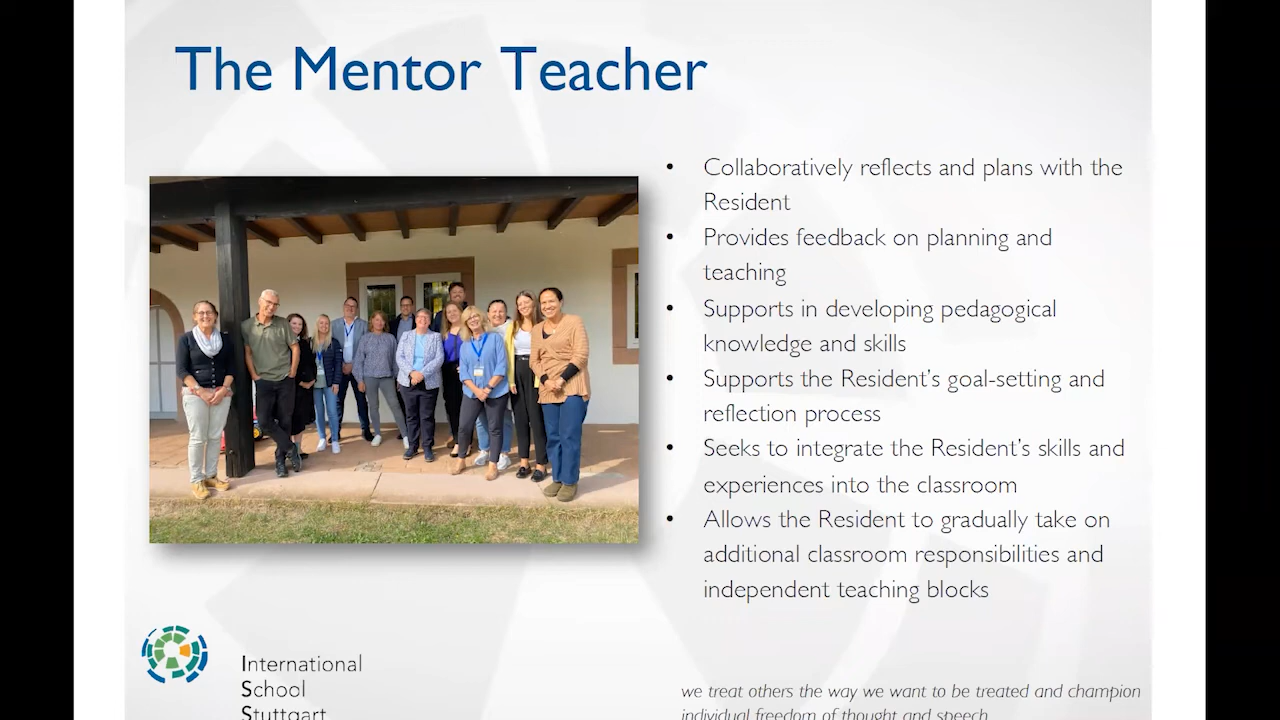 The Mentor Teacher
• Collaboratively reflects and plans with the
Resident
• Provides feedback on planning and
teaching
• Supports in developing pedagogical
knowledge and skills
• Supports the Resident’s goal-setting and
reflection process
• Seeks to integrate the Resident’s skills and
experiences into the classroom
• Allows the Resident to gradually take on
additional classroom responsibilities and
independent teaching blocks
International
School
Stuttgart
we treat others the way we want to be treated and champion
individual freedom of thought and speech